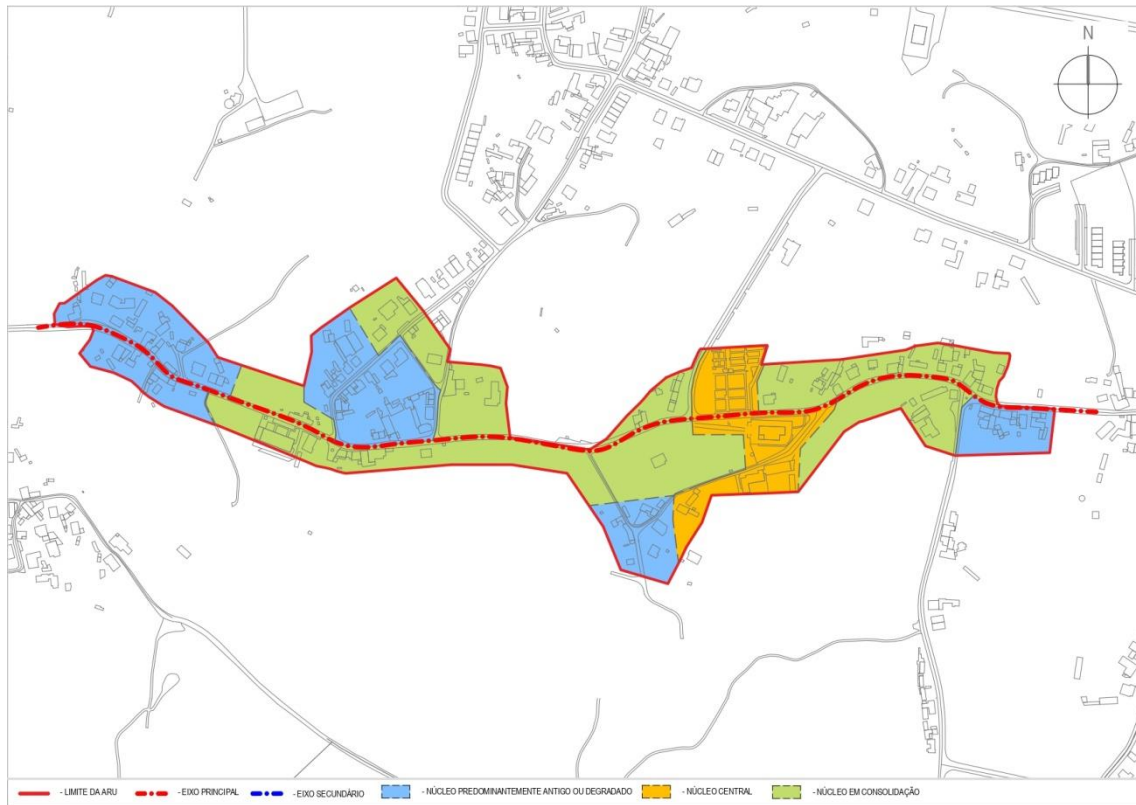 N
- LIMITE DA ARU - EIXO PRINCIPAL - EIXO SECUNDÁRIO - NÚCLEO PREDOMINANTEMENTE ANTIGO OU DEGRADADO - NÚCLEO CENTRAL - NÚCLEO EM CONSOLIDAÇÃO